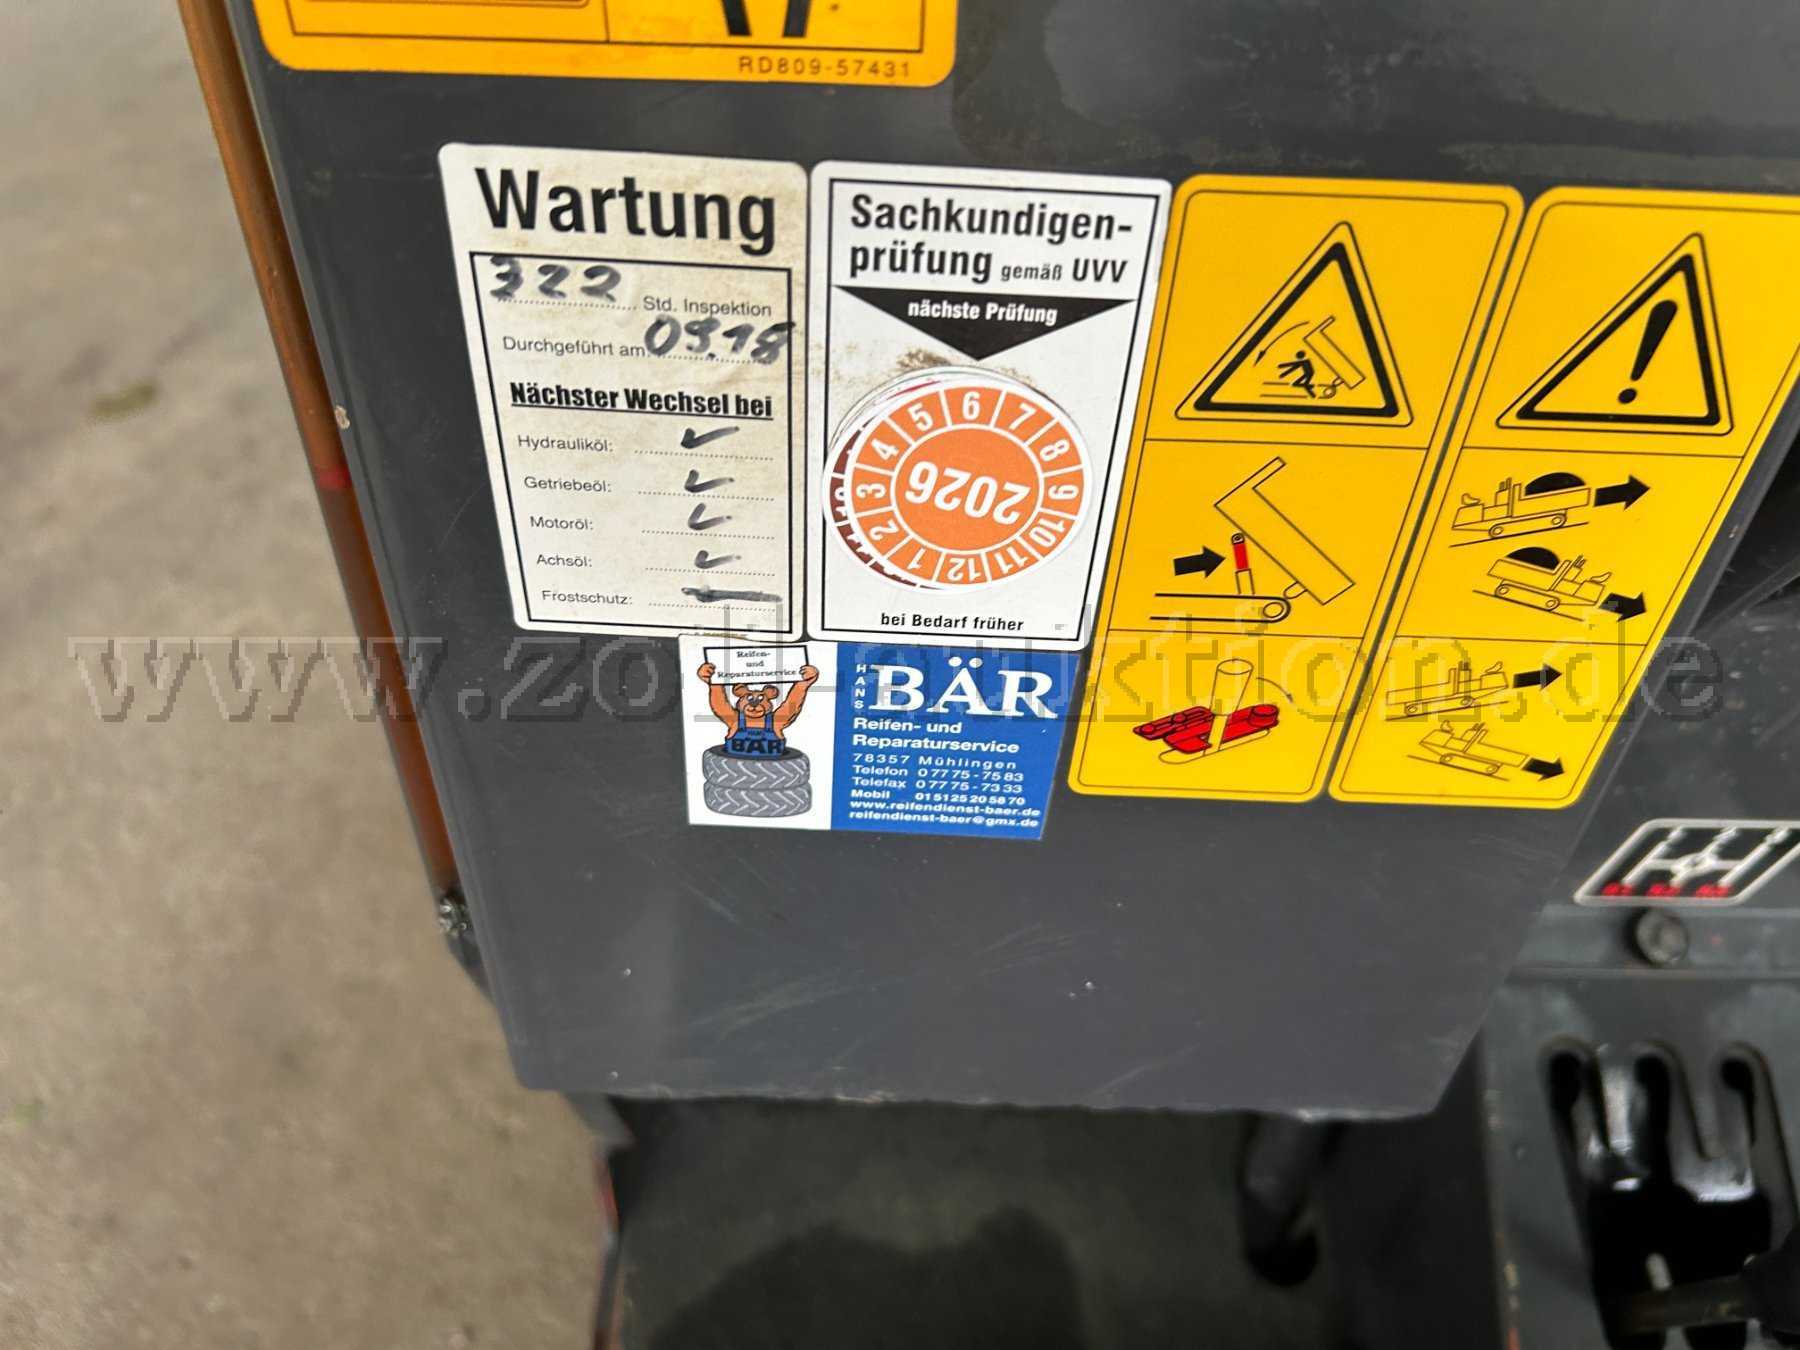 RD809-57431
Wartung
322 Std. Inspektion
Durchgeführt am: 09.18
Nächster Wechsel bei
Hydrauliköl:
Getriebeöl:
Motoröl:
Achsöl:
Frostschutz:
Sachkundigen-
prüfung gemäß UVV
nächste Prüfung
1 2 3 4 5 6 7 8 9 10 11 12
2026
bei Bedarf früher
www.zoll-auktion.de
Reifen-
und
Reparaturservice
BÄR
HANS
BÄR
Reifen- und
Reparaturservice
78357 Mühlingen
Telefon 07775-7583
Telefax 07775-7333
Mobil 015125205870
www.reifendienst-baer.de
reifendienst-baer@gmx.de